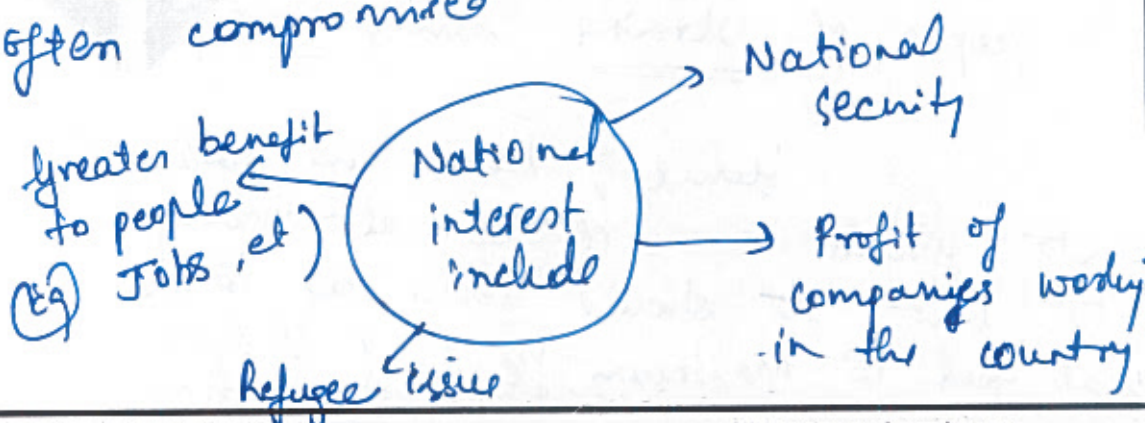 often compromised
National
interest
include
National
security
Profit of
companies working
in the country
Refugee issue
Greater benefit
to people
(Eg) Jobs, et)